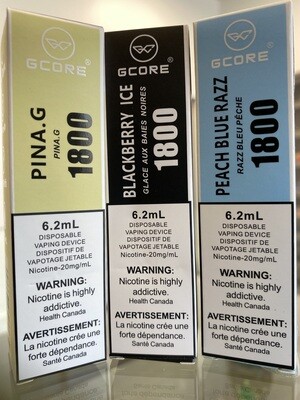 GCORE®
PINA.G
PINA.G
1800
6.2mL
DISPOSABLE
VAPING DEVICE
DISPOSITIF DE
VAPOTAGE JETABLE
Nicotine-20mg/mL
WARNING:
Nicotine is highly
addictive.
Health Canada
AVERTISSEMENT:
La nicotine crée une
forte dépendance.
Santé Canada
GCORE®
BLACKBERRY ICE
GLACE AUX BAIES NOIRES
1800
6.2mL
DISPOSABLE
VAPING DEVICE
DISPOSITIF DE
VAPOTAGE JETABLE
Nicotine-20mg/mL
WARNING:
Nicotine is highly
addictive.
Health Canada
AVERTISSEMENT:
La nicotine crée une
forte dépendance.
Santé Canada
GCORE®
PEACH BLUE RAZZ
RAZZ BLEU PÊCHE
1800
6.2mL
DISPOSABLE
VAPING DEVICE
DISPOSITIF DE
VAPOTAGE JETABLE
Nicotine-20mg/mL
WARNING:
Nicotine is highly
addictive.
Health Canada
AVERTISSEMENT:
La nicotine crée une
forte dépendance.
Santé Canada